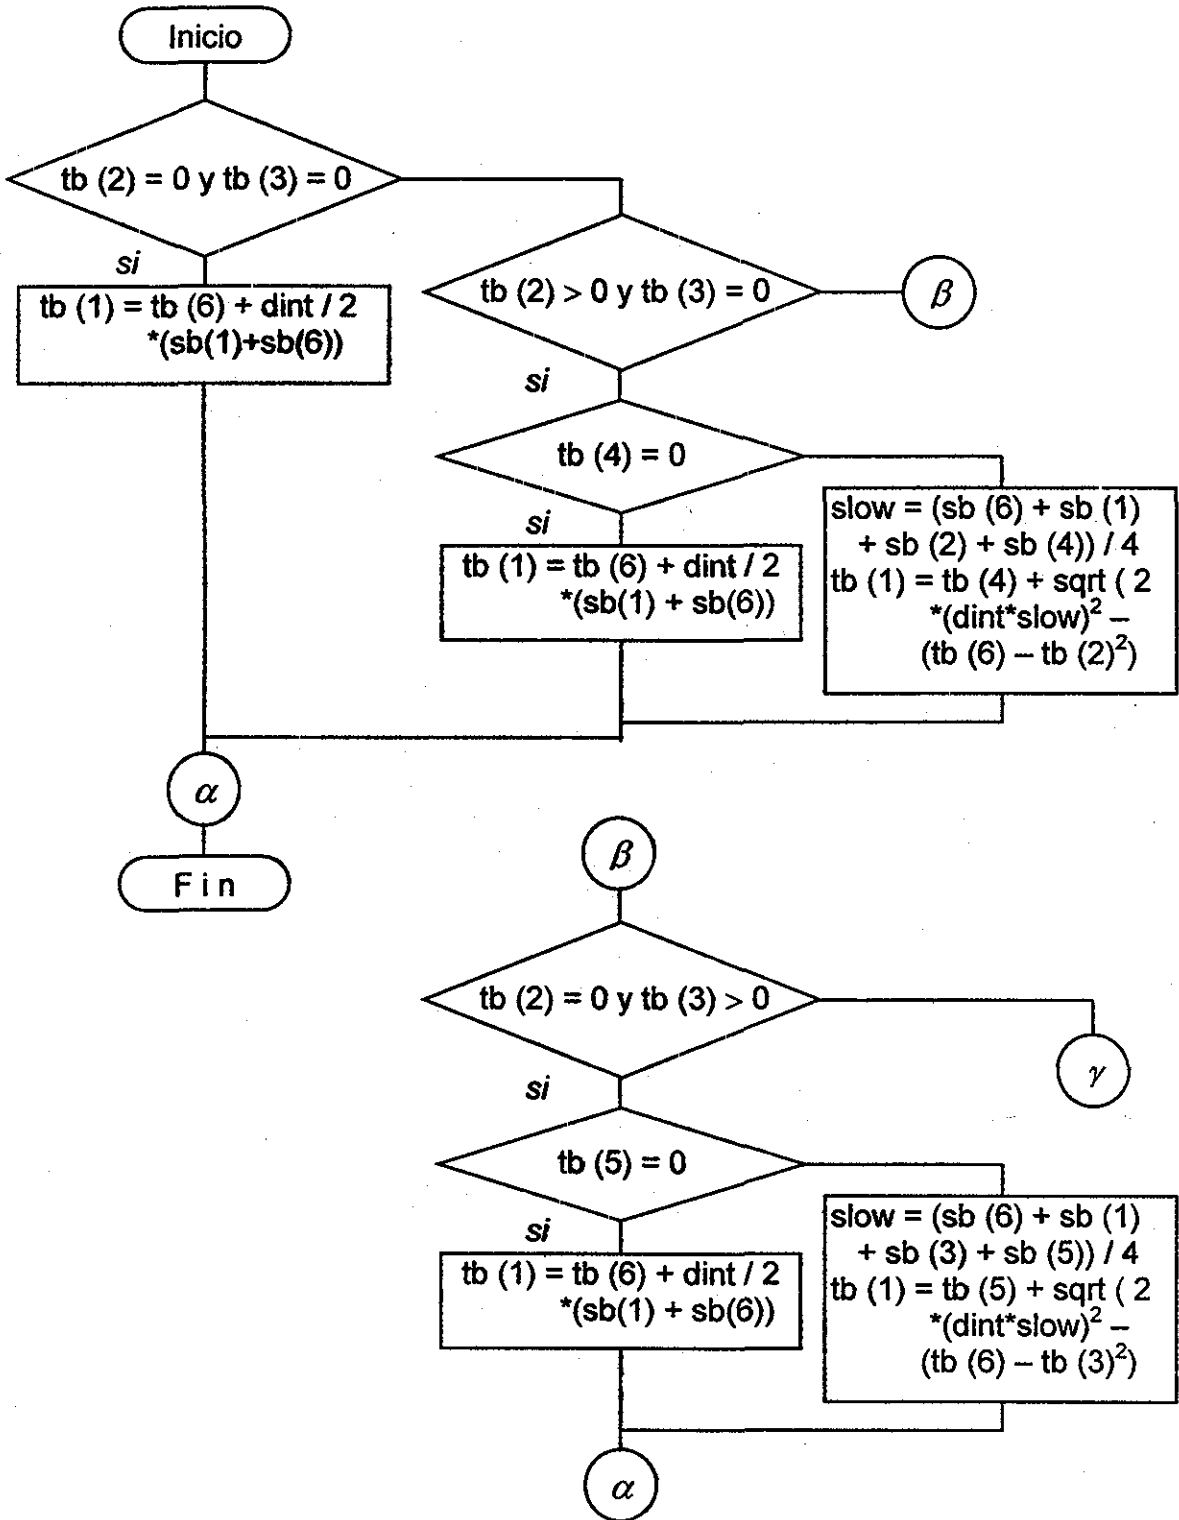 Inicio
tb (2) = 0 y tb (3) = 0
si
tb (1) = tb (6) + dint / 2
*(sb(1)+sb(6))
tb (2) > 0 y tb (3) = 0
β
si
tb (4) = 0
si
tb (1) = tb (6) + dint / 2
*(sb(1) + sb(6))
slow = (sb (6) + sb (1)
+ sb (2) + sb (4)) / 4
tb (1) = tb (4) + sqrt ( 2
*(dint*slow)² –
(tb (6) – tb (2)²)
α
Fin
β
tb (2) = 0 y tb (3) > 0
γ
si
tb (5) = 0
si
tb (1) = tb (6) + dint / 2
*(sb(1) + sb(6))
slow = (sb (6) + sb (1)
+ sb (3) + sb (5)) / 4
tb (1) = tb (5) + sqrt ( 2
*(dint*slow)² –
(tb (6) – tb (3)²)
α